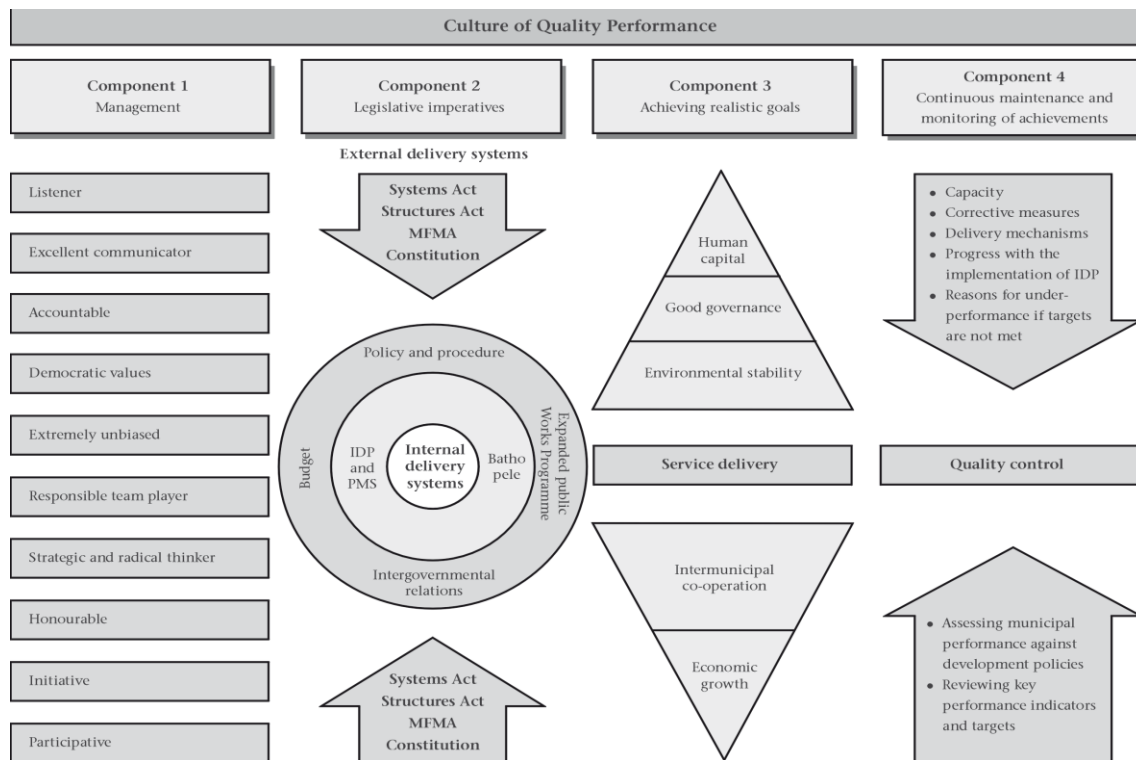 Culture of Quality Performance
Component 1
Management
Listener
Excellent communicator
Accountable
Democratic values
Extremely unbiased
Responsible team player
Strategic and radical thinker
Honourable
Initiative
Participative
Component 2
Legislative imperatives
External delivery systems
Systems Act
Structures Act
MFMA
Constitution
Policy and procedure
Budget
IDP
and
PMS
Internal
delivery
systems
Batho
pele
Expanded public
Works Programme
Intergovernmental
relations
Systems Act
Structures Act
MFMA
Constitution
Component 3
Achieving realistic goals
Human
capital
Good governance
Environmental stability
Service delivery
Intermunicipal
co-operation
Economic
growth
Component 4
Continuous maintenance and
monitoring of achievements
• Capacity
• Corrective measures
• Delivery mechanisms
• Progress with the
implementation of IDP
• Reasons for under-
performance if targets
are not met
Quality control
• Assessing municipal
performance against
development policies
• Reviewing key
performance indicators
and targets